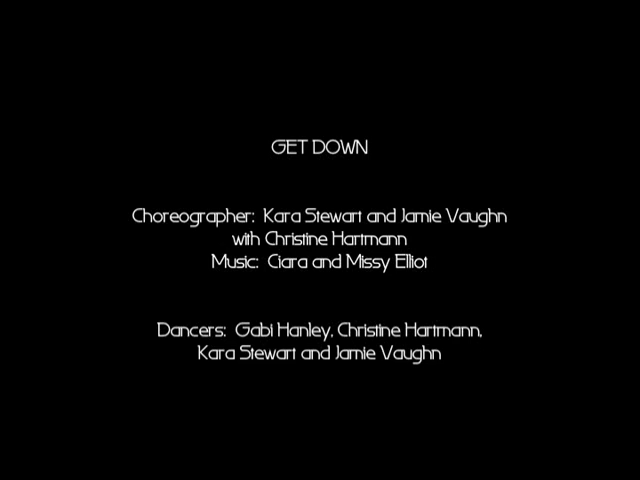 GET DOWN
Choreographer: Kara Stewart and Jamie Vaughn
with Christine Hartmann
Music: Ciara and Missy Elliot
Dancers: Gabi Hanley, Christine Hartmann,
Kara Stewart and Jamie Vaughn